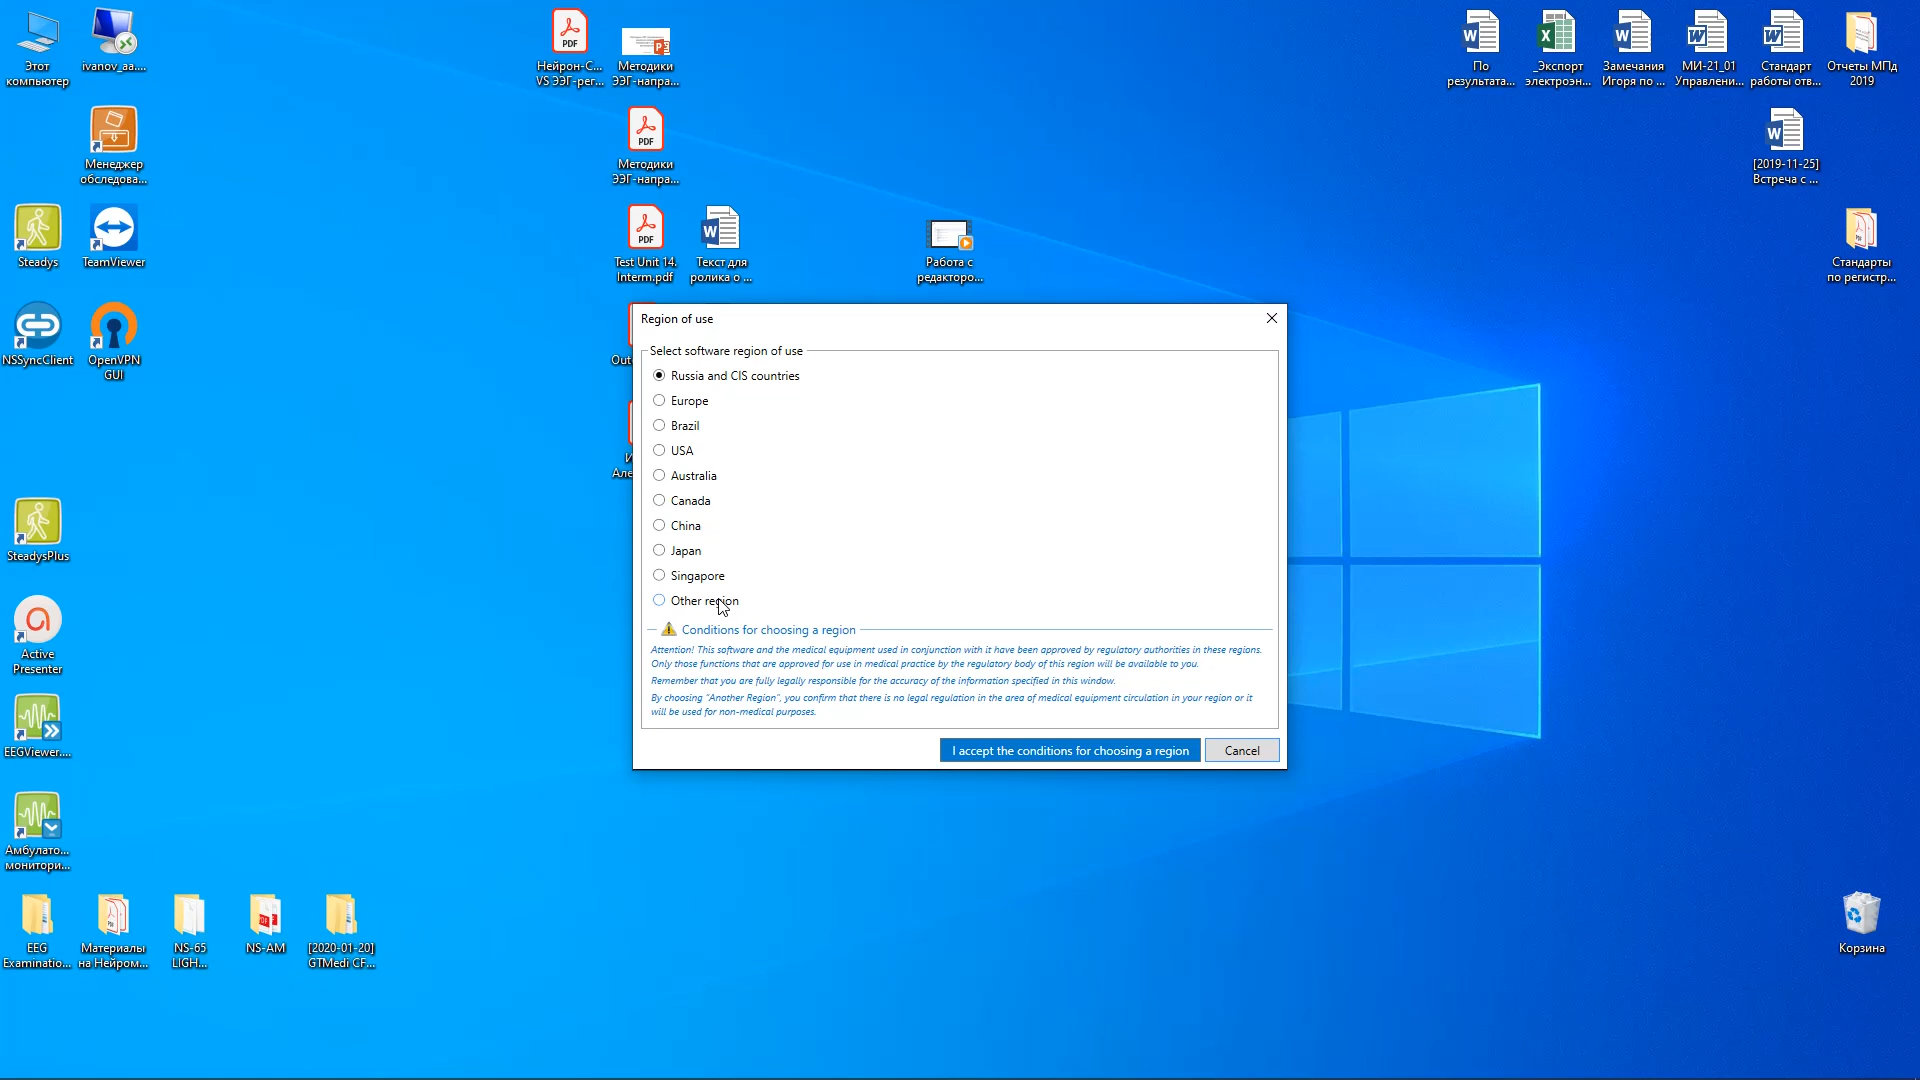 Этот
компьютер
ivanov_aa....
Нейрон-С...
VS ЭЭГ-рег...
Методики
ЭЭГ-напра...
По
результата...
_Экспорт
электроэн...
Замечания
Игоря по ...
МИ-21_01
Управлени...
Стандарт
работы отв...
Отчеты МПд
2019
Менеджер
обследова...
PDF
Методики
ЭЭГ-напра...
[2019-11-25]
Встреча с ...
Steadys
TeamViewer
PDF
Test Unit 14.
Interm.pdf
Текст для
ролика о ...
Работа с
редакторо...
Стандарты
по регистр...
NSSyncClient
OpenVPN
GUI
Region of use
Select software region of use
Russia and CIS countries
Europe
Brazil
USA
Australia
Canada
China
Japan
Singapore
Other region
Conditions for choosing a region
Attention! This software and the medical equipment used in conjunction with it have been approved by regulatory authorities in these regions.
Only those functions that are approved for use in medical practice by the regulatory body of this region will be available to you.
Remember that you are fully legally responsible for the accuracy of the information specified in this window.
By choosing "Another Region", you confirm that there is no legal regulation in the area of medical equipment circulation in your region or it
will be used for non-medical purposes.
I accept the conditions for choosing a region
Cancel
SteadysPlus
Active
Presenter
EEGViewer....
Амбулато...
монитори...
EEG
Examinatio...
Материалы
на Нейром...
NS-65
LIGH...
NS-AM
[2020-01-20]
GTMedi CF...
Корзина